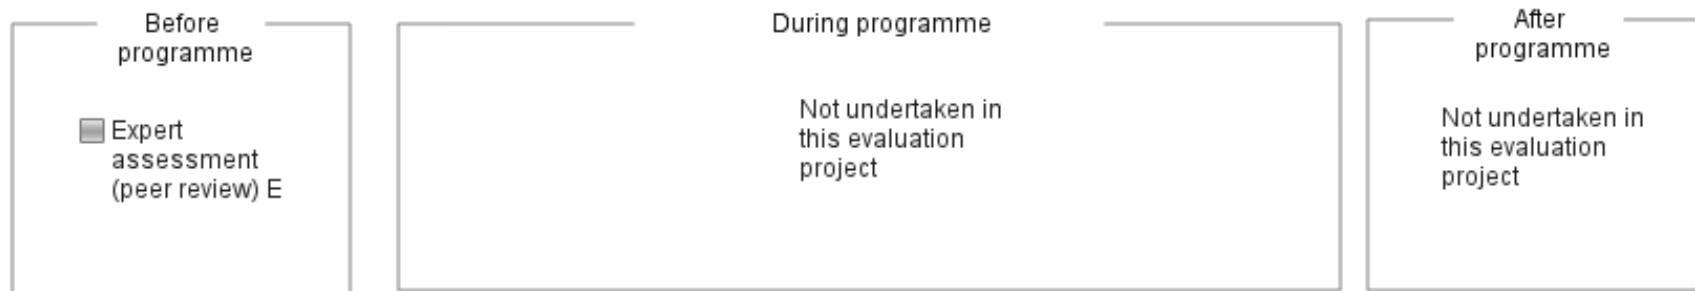 Before
programme
Expert
assessment
(peer review) E
During programme
Not undertaken in
this evaluation
project
After
programme
Not undertaken in
this evaluation
project